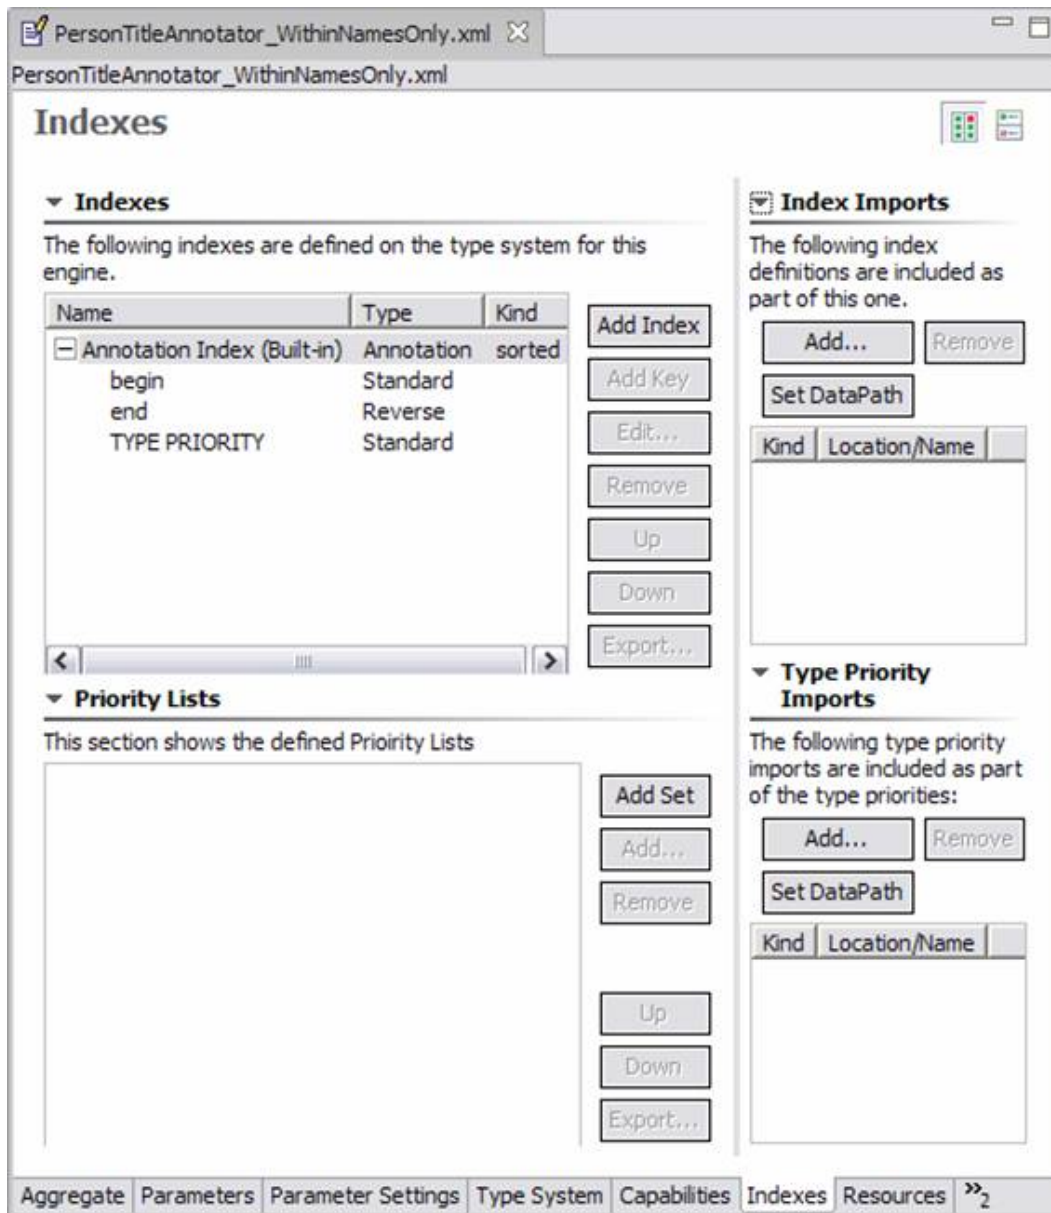 PersonTitleAnnotator_WithinNamesOnly.xml
PersonTitleAnnotator_WithinNamesOnly.xml
Indexes
Indexes
The following indexes are defined on the type system for this
engine.
Name Type Kind
Annotation Index (Built-in) Annotation sorted
begin Standard
end Reverse
TYPE PRIORITY Standard
Add Index
Add Key
Edit...
Remove
Up
Down
Export...
Priority Lists
This section shows the defined Prioirity Lists
Add Set
Add...
Remove
Up
Down
Export...
Index Imports
The following index
definitions are included as
part of this one.
Add... Remove
Set DataPath
Kind Location/Name
Type Priority
Imports
The following type priority
imports are included as part
of the type priorities:
Add... Remove
Set DataPath
Kind Location/Name
Aggregate Parameters Parameter Settings Type System Capabilities Indexes Resources »2